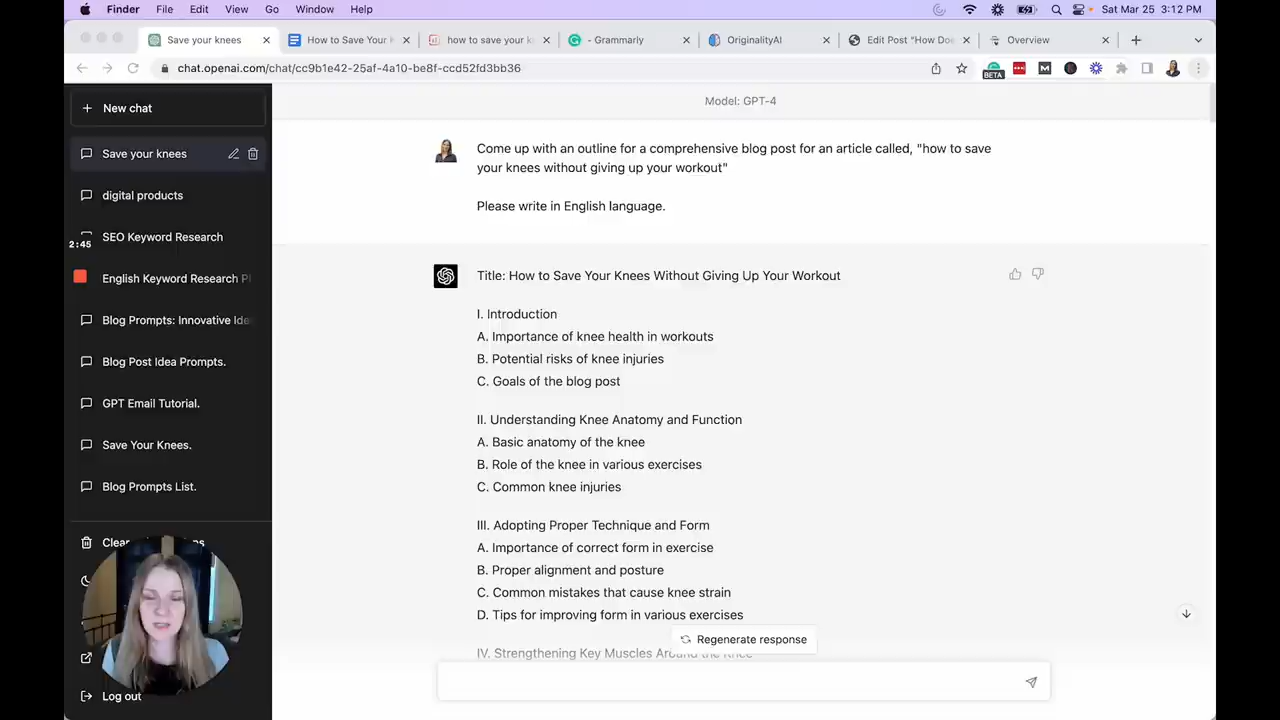 Finder File Edit View Go Window Help Sat Mar 25 3:12 PM
Save your knees How to Save Your how to save your - Grammarly OriginalityAI Edit Post "How Doe Overview
chat.openai.com/chat/cc9b1e42-25af-4a10-be8f-ccd52fd3bb36
BETA
New chat
Save your knees
digital products
SEO Keyword Research
2:45
English Keyword Research
Blog Prompts: Innovative
Blog Post Idea Prompts.
GPT Email Tutorial.
Save Your Knees.
Blog Prompts List.
Log out
Model: GPT-4
Come up with an outline for a comprehensive blog post for an article called, "how to save
your knees without giving up your workout"
Please write in English language.
Title: How to Save Your Knees Without Giving Up Your Workout
I. Introduction
A. Importance of knee health in workouts
B. Potential risks of knee injuries
C. Goals of the blog post
II. Understanding Knee Anatomy and Function
A. Basic anatomy of the knee
B. Role of the knee in various exercises
C. Common knee injuries
III. Adopting Proper Technique and Form
A. Importance of correct form in exercise
B. Proper alignment and posture
C. Common mistakes that cause knee strain
D. Tips for improving form in various exercises
Regenerate response
IV. Strengthening Key Muscles Around the Knee